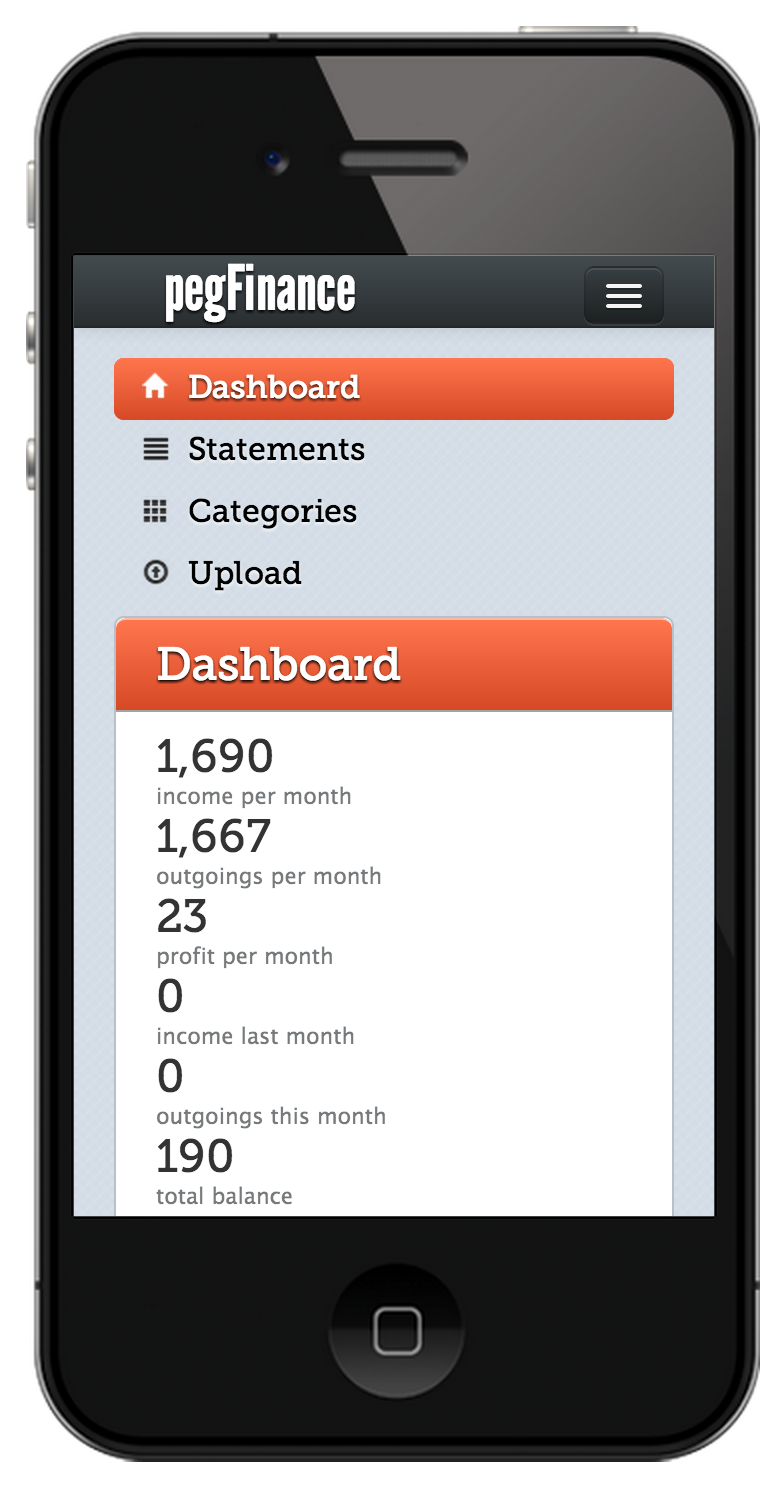 pegFinance
Dashboard
Statements
Categories
Upload
Dashboard
1,690
income per month
1,667
outgoings per month
23
profit per month
0
income last month
0
outgoings this month
190
total balance